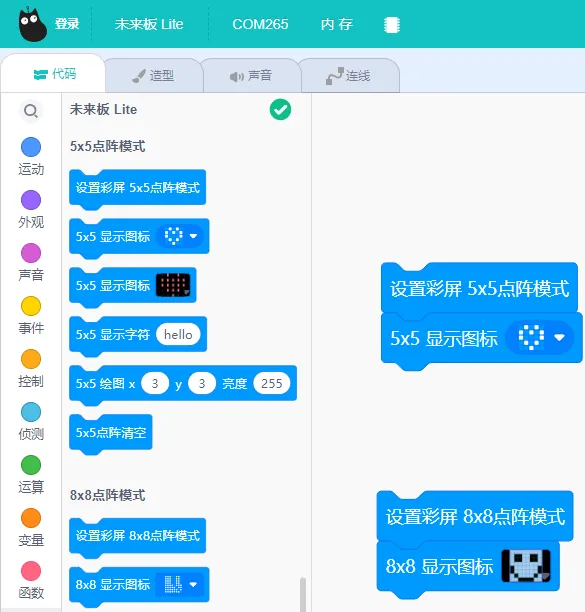 登录 未来板 Lite COM265 内 存
代码 造型 声音 连线
未来板 Lite
运动
外观
声音
事件
控制
侦测
运算
变量
函数
5x5点阵模式
设置彩屏 5x5点阵模式
5x5 显示图标
5x5 显示图标
5x5 显示字符 hello
5x5 绘图 x 3 y 3 亮度 255
5x5点阵清空
8x8点阵模式
设置彩屏 8x8点阵模式
8x8 显示图标
设置彩屏 5x5点阵模式
5x5 显示图标
设置彩屏 8x8点阵模式
8x8 显示图标